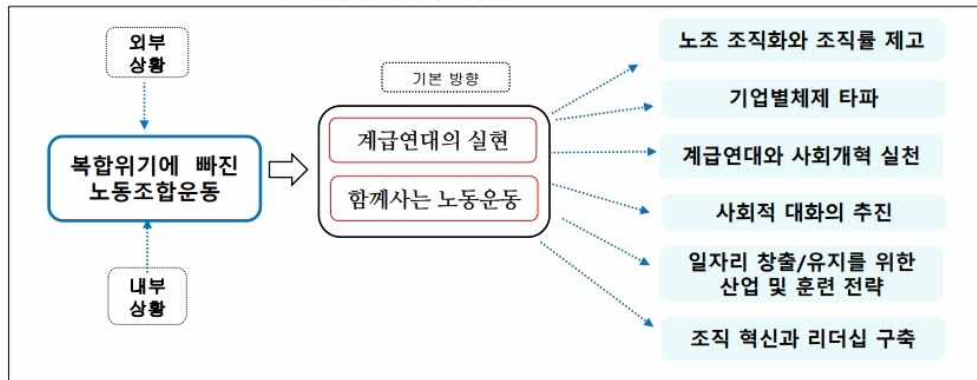 외부
상황
복합위기에 빠진
노동조합운동
내부
상황
기본 방향
계급연대의 실현
함께사는 노동운동
노조 조직화와 조직률 제고
기업별체제 타파
계급연대와 사회개혁 실천
사회적 대화의 추진
일자리 창출/유지를 위한
산업 및 훈련 전략
조직 혁신과 리더십 구축